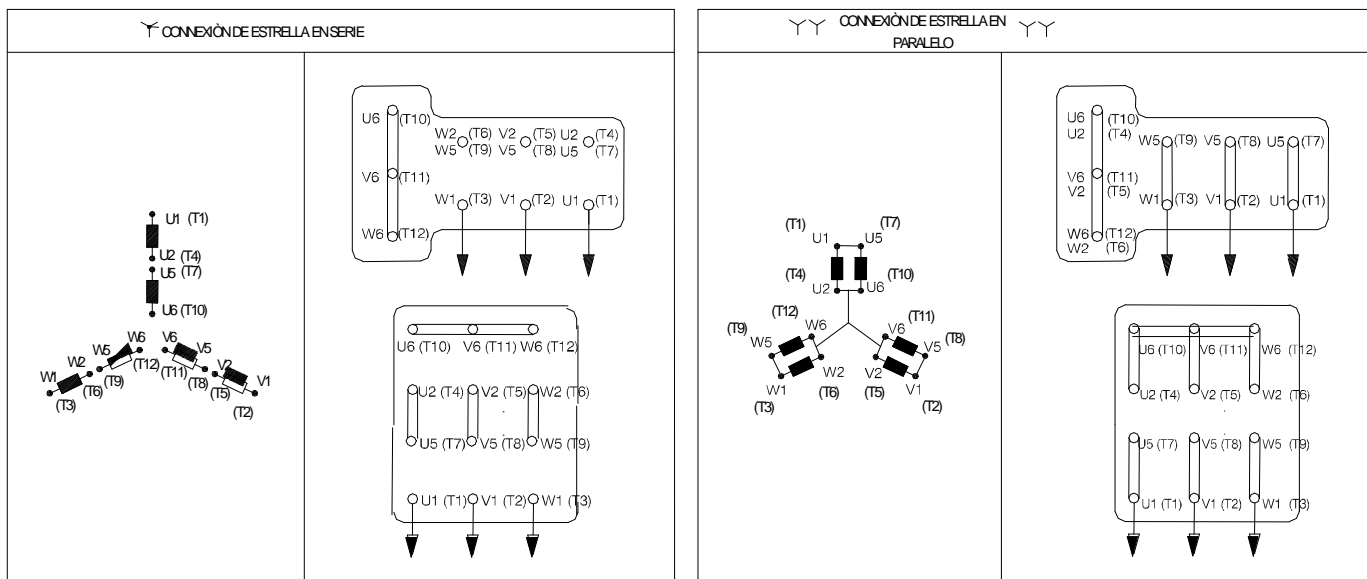 CONNEXIÒN DE ESTRELLA EN SERIE
U1 (T1)
U2 (T4)
U5 (T7)
U6 (T10)
W1 W2 W5 W6 V6 V5 V2 V1
(T3) (T6) (T9) (T12) (T11) (T8) (T5) (T2)
U6 (T10)
V6 (T11)
W6 (T12)
W2 (T6) V2 (T5) U2 (T4)
W5 (T9) V5 (T8) U5 (T7)
W1 (T3) V1 (T2) U1 (T1)
U6 (T10) V6 (T11) W6 (T12)
U2 (T4) V2 (T5) W2 (T6)
U5 (T7) V5 (T8) W5 (T9)
U1 (T1) V1 (T2) W1 (T3)
CONNEXIÒN DE ESTRELLA EN
PARALELO
(T1) (T7)
U1 U5
(T4) (T10)
U2 U6
(T12) (T11)
(T9) W6 V6 (T8)
W5 V5
W1 W2 V2 V1
(T3) (T6) (T5) (T2)
U6 (T10)
U2 (T4)
V6 (T11)
V2 (T5)
W6 (T12)
W2 (T6)
W5 (T9) V5 (T8) U5 (T7)
W1 (T3) V1 (T2) U1 (T1)
U6 (T10) V6 (T11) W6 (T12)
U2 (T4) V2 (T5) W2 (T6)
U5 (T7) V5 (T8) W5 (T9)
U1 (T1) V1 (T2) W1 (T3)